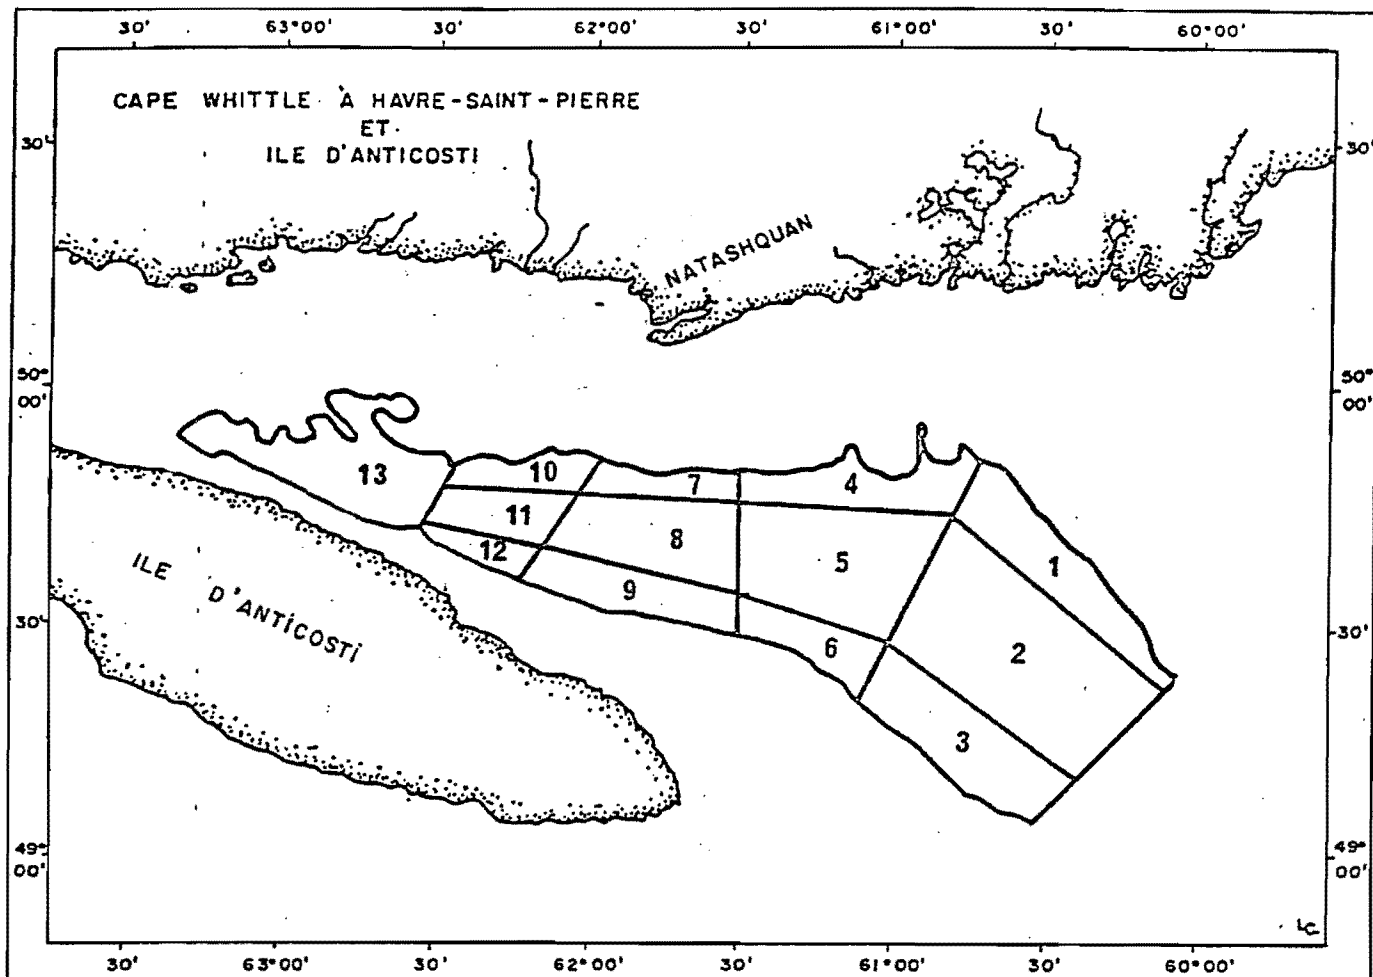 30' 63°00' 30' 62°00' 30' 61°00' 30' 60°00'
CAPE WHITTLE À HAVRE-SAINT-PIERRE
ET
ILE D'ANTICOSTI
30' 30'
NATASHQUAN
50° 50°
00' 00'
13 10 7 4
11 8 5 1
12 9 6 2
ILE D'ANTICOSTI
30' 30'
3
49° 49°
00' 00'
LC
30' 63°00' 30' 62°00' 30' 61°00' 30' 60°00'